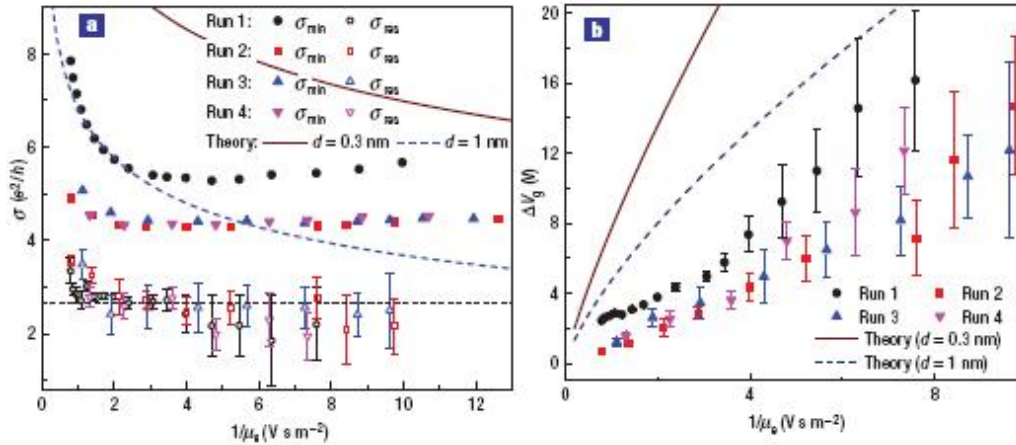 a
Run 1: σmin σres
Run 2: σmin σres
Run 3: σmin σres
Run 4: σmin σres
Theory: d = 0.3 nm d = 1 nm
σ (e²/h)
8
6
4
2
0 2 4 6 8 10 12
1/μe (V s m−2)
b
ΔVg (V)
20
16
12
8
4
0
Run 1 Run 2
Run 3 Run 4
Theory (d = 0.3 nm)
Theory (d = 1 nm)
0 4 8
1/μe (V s m−2)